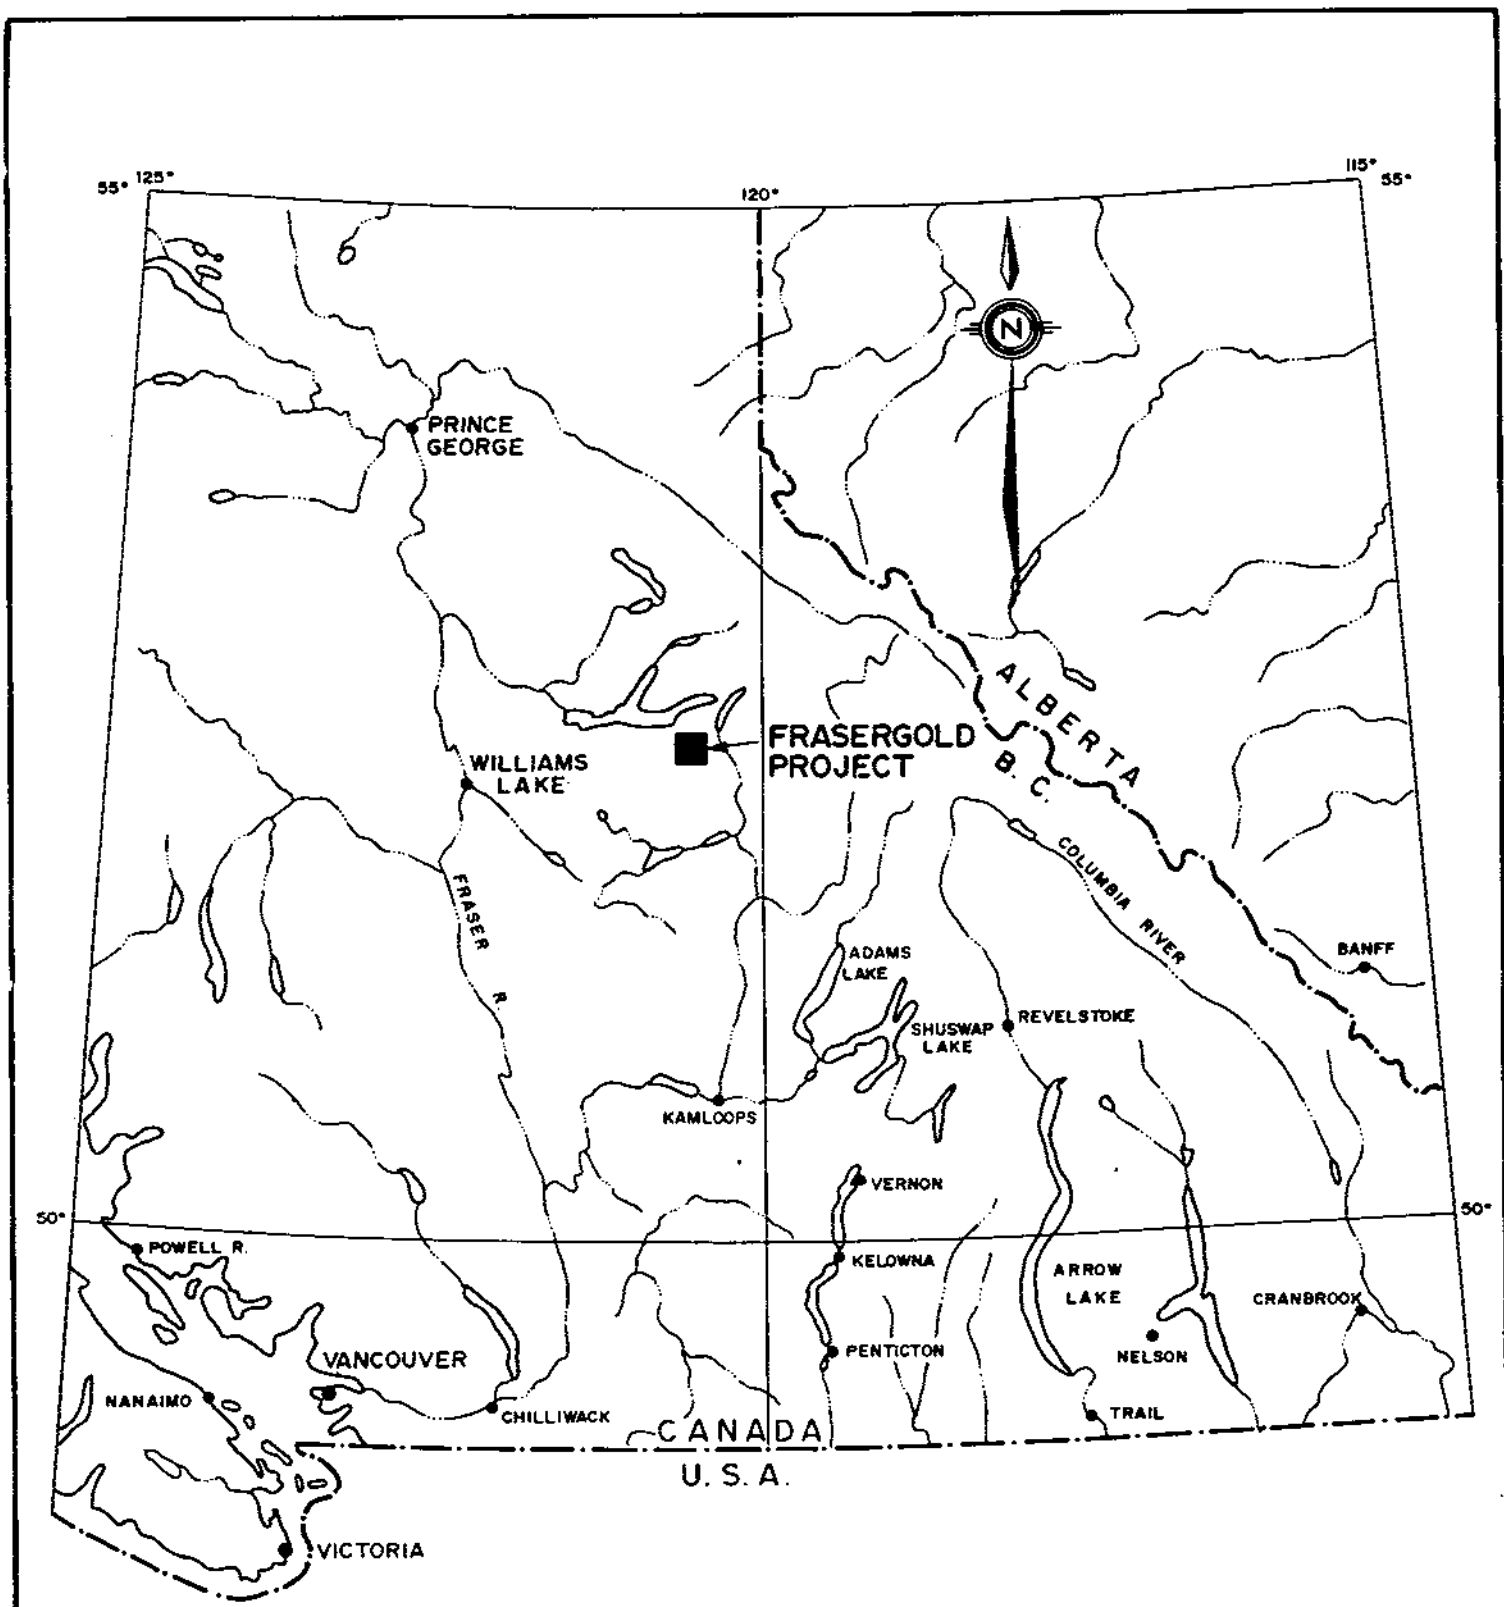 55° 125°
120°
115° 55°
N
PRINCE
GEORGE
ALBERTA
B.C.
FRASERGOLD
PROJECT
WILLIAMS
LAKE
COLUMBIA RIVER
FRASER R.
BANFF
ADAMS
LAKE
SHUSWAP
LAKE
REVELSTOKE
KAMLOOPS
VERNON
50°
50°
POWELL R.
KELOWNA
ARROW
LAKE
CRANBROOK
PENTICTON
NELSON
VANCOUVER
NANAIMO
CHILLIWACK
TRAIL
CANADA
U.S.A.
VICTORIA